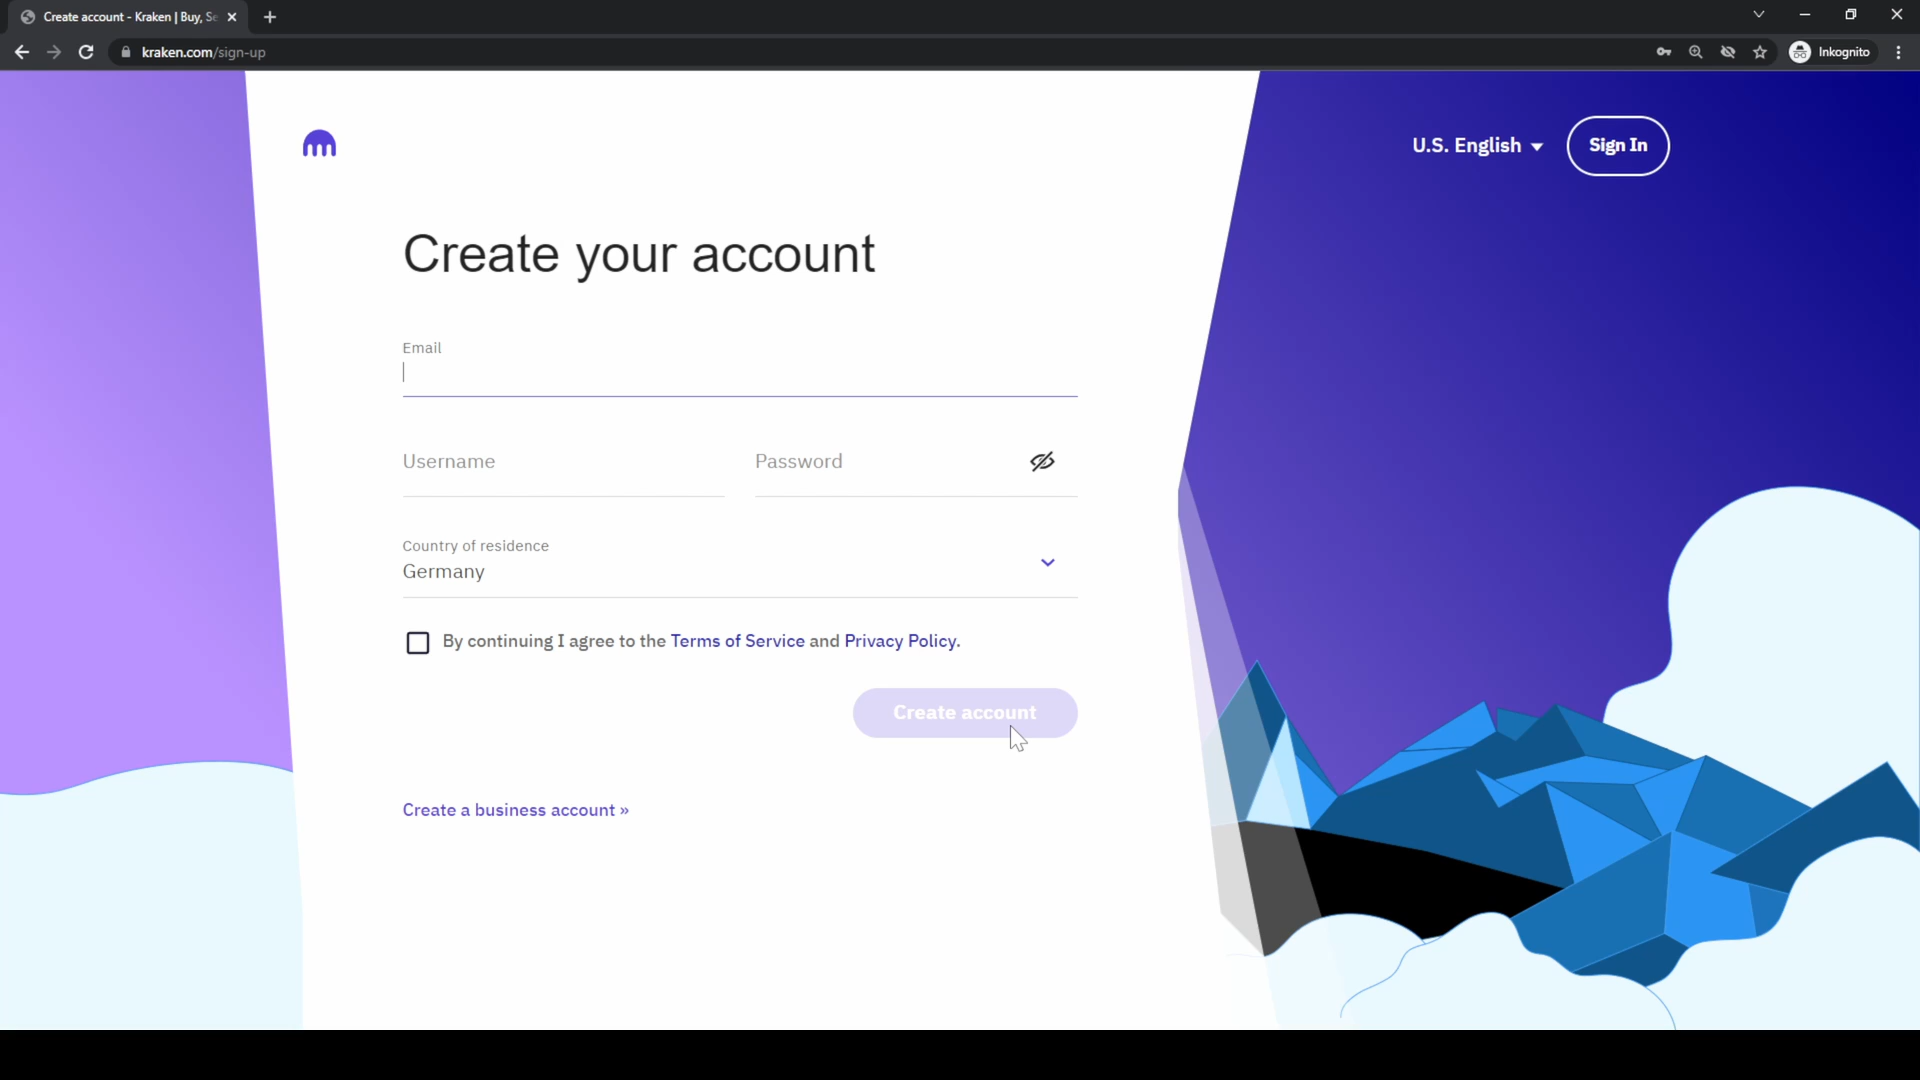 Create account - Kraken | Buy, Se
kraken.com/sign-up
Inkognito
U.S. English
Sign In
Create your account
Email
Username
Password
Country of residence
Germany
By continuing I agree to the Terms of Service and Privacy Policy.
Create account
Create a business account »